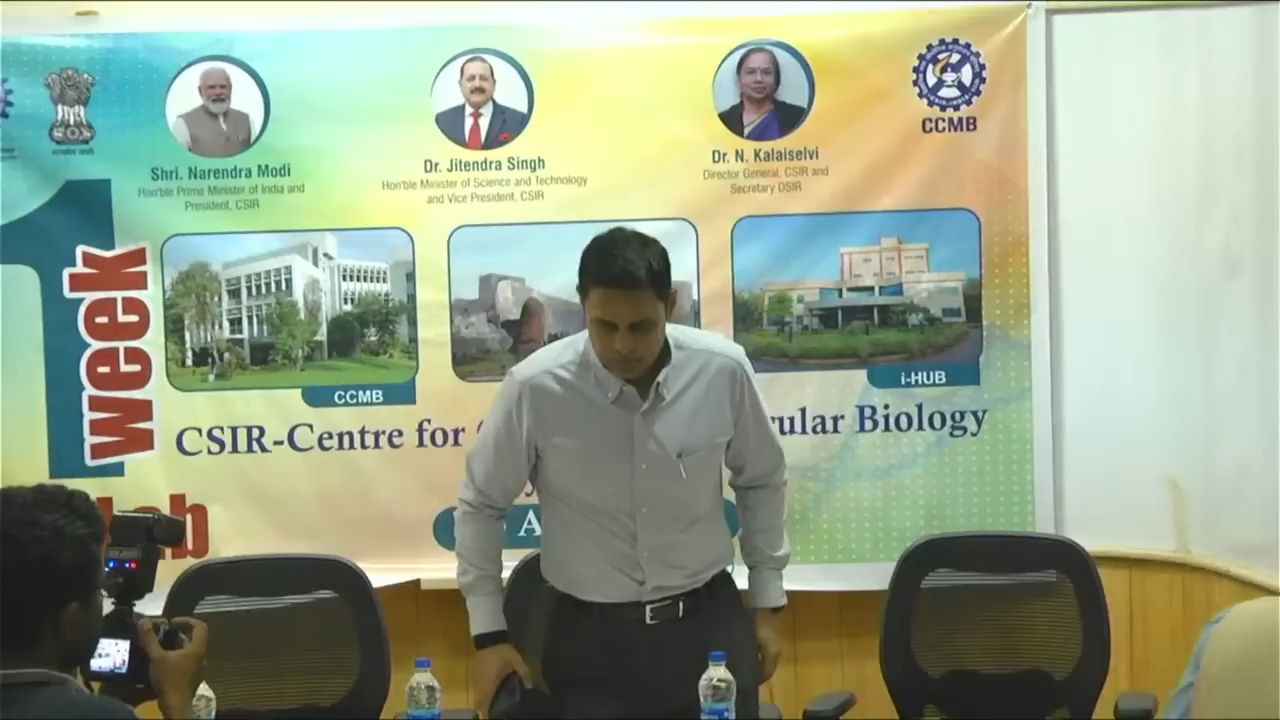 CCMB
Shri. Narendra Modi
Hon'ble Prime Minister of India and
President, CSIR
Dr. Jitendra Singh
Hon'ble Minister of Science and Technology
and Vice President, CSIR
Dr. N. Kalaiselvi
Director General, CSIR and
Secretary DSIR
1
week
CCMB
i-HUB
CSIR-Centre for
cular Biology